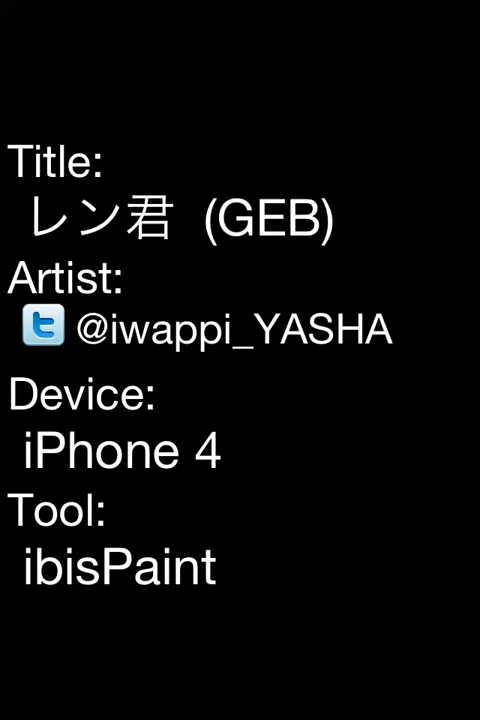 Title:
レン君 (GEB)
Artist:
@iwappi_YASHA
Device:
iPhone 4
Tool:
ibisPaint